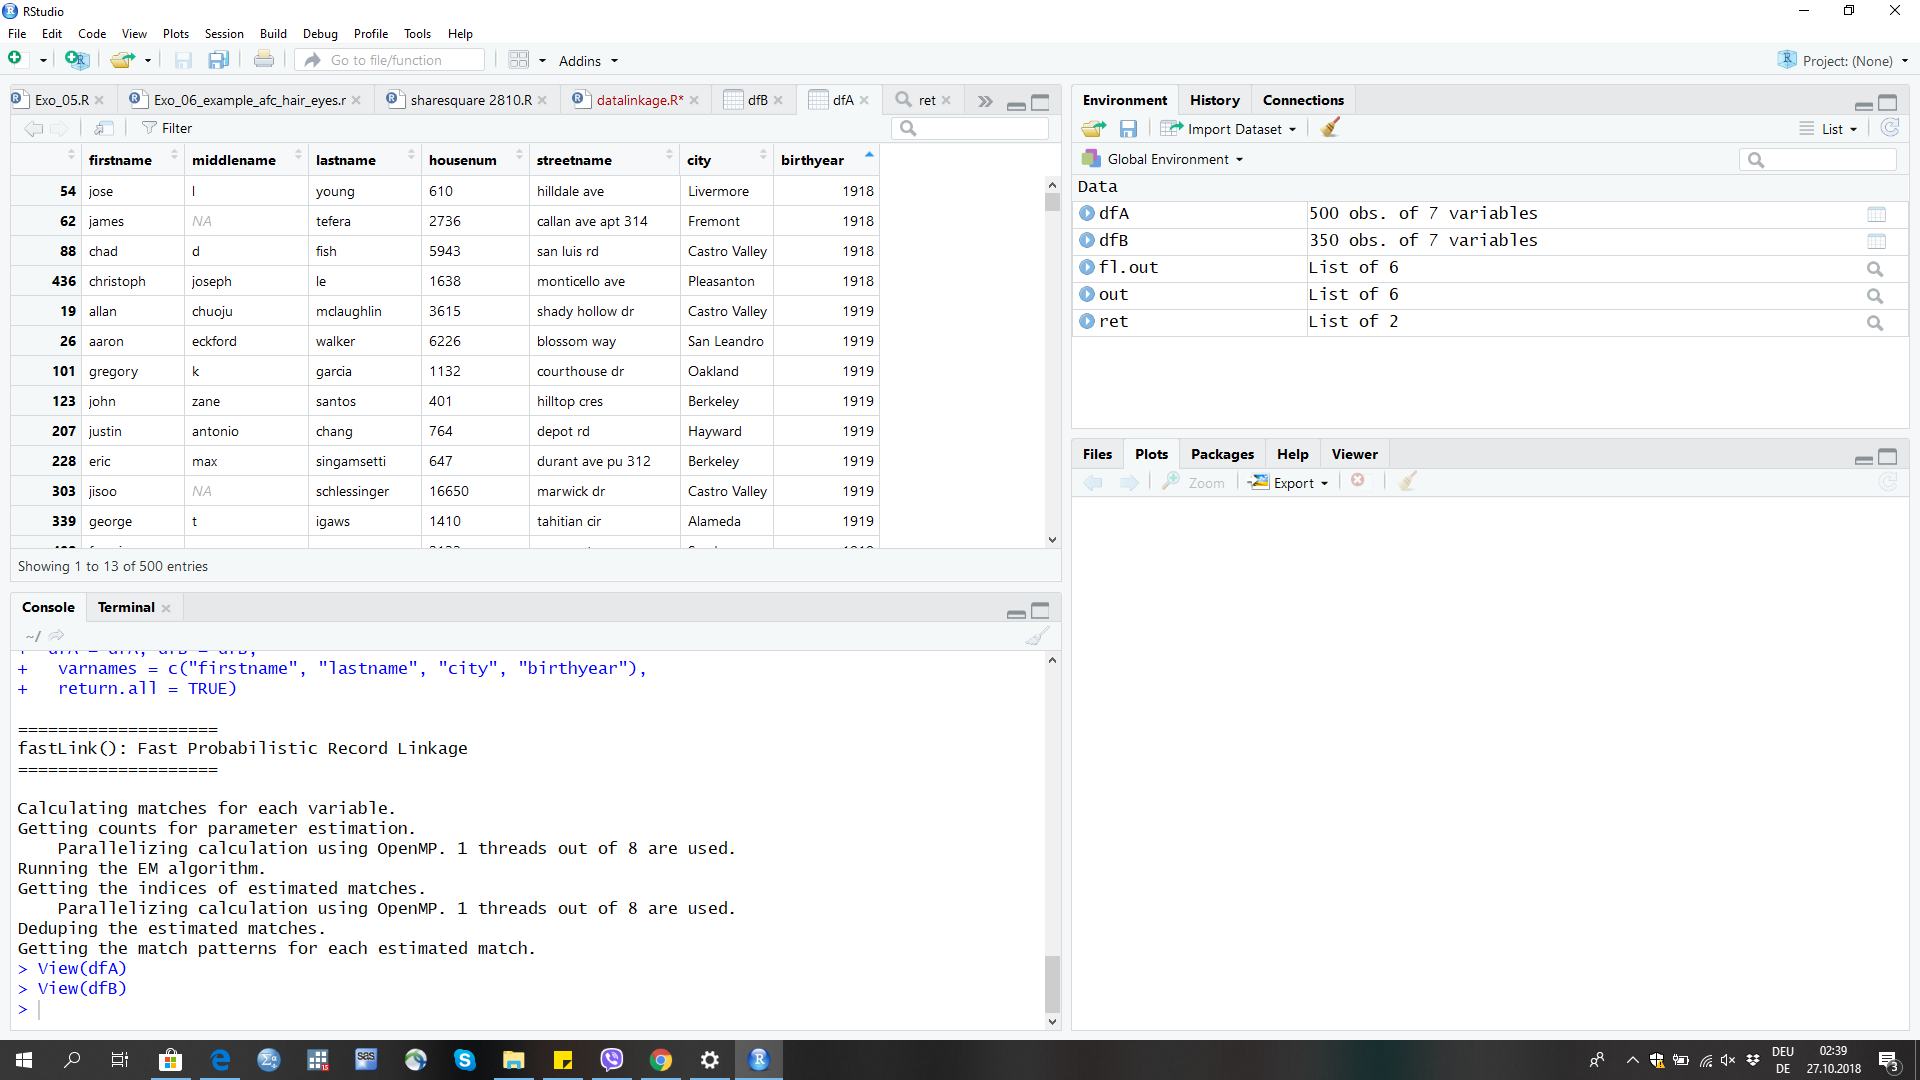 RStudio
File Edit Code View Plots Session Build Debug Profile Tools Help
Go to file/function Addins Project: (None)
Exo_05.R Exo_06_example_afc_hair_eyes.r sharesquare 2810.R datalinkage.R* dfB dfA ret
Filter
firstname middlename lastname housenum streetname city birthyear
54 jose l young 610 hilldale ave Livermore 1918
62 james NA tefera 2736 callan ave apt 314 Fremont 1918
88 chad d fish 5943 san luis rd Castro Valley 1918
436 christoph joseph le 1638 monticello ave Pleasanton 1918
19 allan chuoju mclaughlin 3615 shady hollow dr Castro Valley 1919
26 aaron eckford walker 6226 blossom way San Leandro 1919
101 gregory k garcia 1132 courthouse dr Oakland 1919
123 john zane santos 401 hilltop cres Berkeley 1919
207 justin antonio chang 764 depot rd Hayward 1919
228 eric max singamsetti 647 durant ave pu 312 Berkeley 1919
303 jisoo NA schlessinger 16650 marwick dr Castro Valley 1919
339 george t igaws 1410 tahitian cir Alameda 1919
Showing 1 to 13 of 500 entries
Console Terminal
~/
+ dfA = dfA, dfB = dfB,
+ varnames = c("firstname", "lastname", "city", "birthyear"),
+ return.all = TRUE)
====================
fastLink(): Fast Probabilistic Record Linkage
====================
Calculating matches for each variable.
Getting counts for parameter estimation.
Parallelizing calculation using OpenMP. 1 threads out of 8 are used.
Running the EM algorithm.
Getting the indices of estimated matches.
Parallelizing calculation using OpenMP. 1 threads out of 8 are used.
Deduping the estimated matches.
Getting the match patterns for each estimated match.
> View(dfA)
> View(dfB)
>
Environment History Connections
Import Dataset List
Global Environment
Data
dfA 500 obs. of 7 variables
dfB 350 obs. of 7 variables
fl.out List of 6
out List of 6
ret List of 2
Files Plots Packages Help Viewer
Zoom Export
sas
DEU
DE
02:39
27.10.2018
3